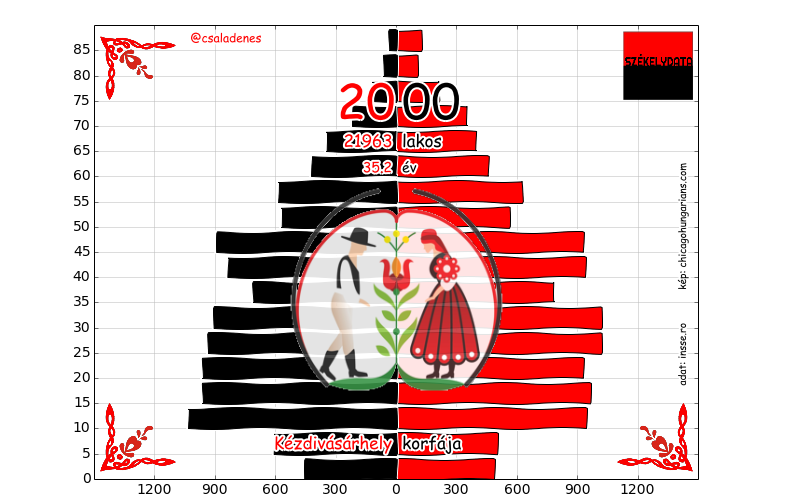 @csaladenes
SZÉKELYDATA
2000
21963 lakos
35.2 év
kép: chicagohungarians.com
adat: insse.ro
Kézdivásárhely korfája
85
80
75
70
65
60
55
50
45
40
35
30
25
20
15
10
5
0
1200 900 600 300 0 300 600 900 1200